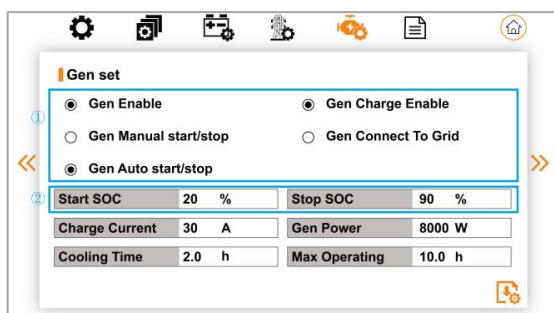 Gen set
① Gen Enable Gen Charge Enable
Gen Manual start/stop Gen Connect To Grid
Gen Auto start/stop
② Start SOC 20 % Stop SOC 90 %
Charge Current 30 A Gen Power 8000 W
Cooling Time 2.0 h Max Operating 10.0 h